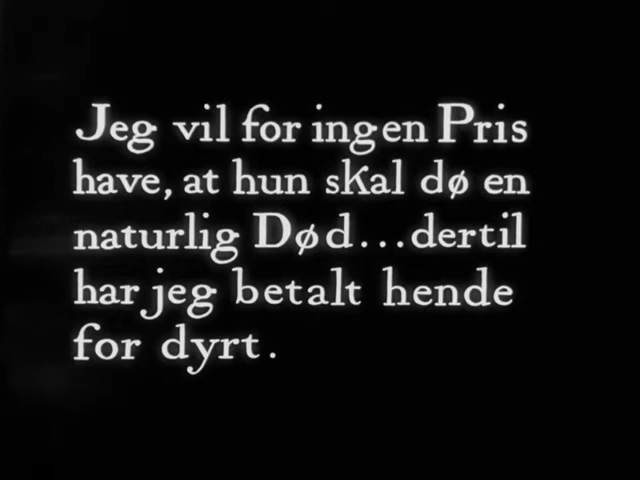 Jeg vil for ingen Pris
have, at hun skal dø en
naturlig Død...dertil
har jeg betalt hende
for dyrt.